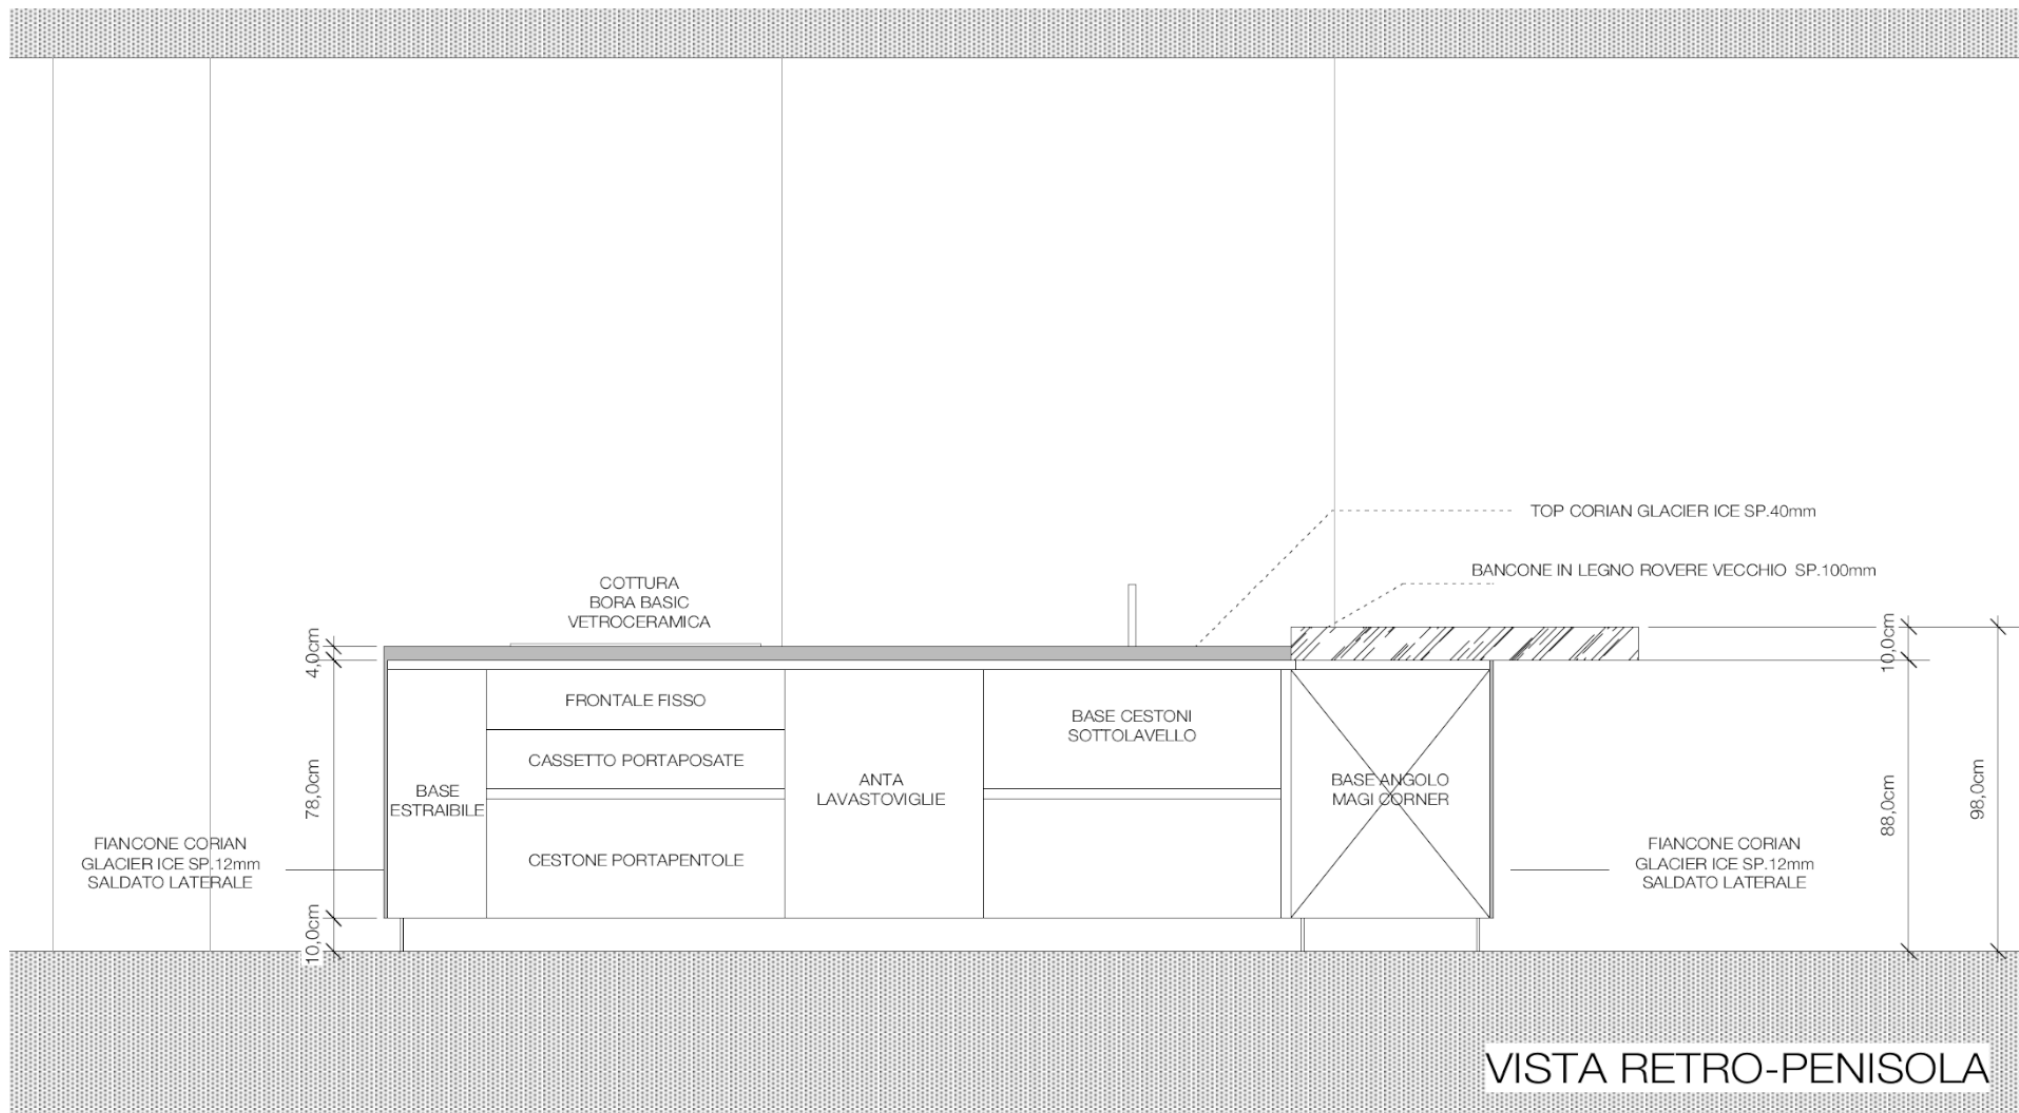 TOP CORIAN GLACIER ICE SP.40mm
BANCONE IN LEGNO ROVERE VECCHIO SP.100mm
COTTURA
BORA BASIC
VETROCERAMICA
4,0cm
10,0cm
FRONTALE FISSO
BASE CESTONI
SOTTOLAVELLO
CASSETTO PORTAPOSATE
78,0cm
BASE
ESTRAIBILE
ANTA
LAVASTOVIGLIE
BASE ANGOLO
MAGI CORNER
88,0cm
98,0cm
CESTONE PORTAPENTOLE
FIANCONE CORIAN
GLACIER ICE SP.12mm
SALDATO LATERALE
FIANCONE CORIAN
GLACIER ICE SP.12mm
SALDATO LATERALE
10,0cm
VISTA RETRO-PENISOLA